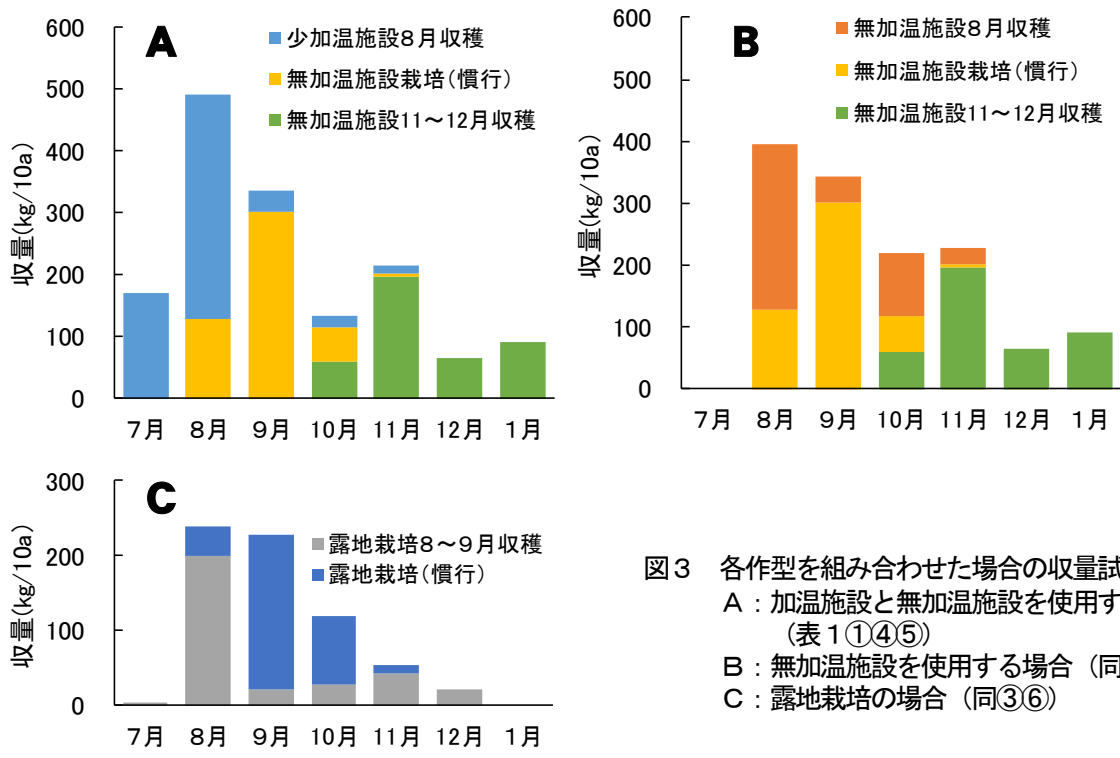 A
600
500
400
300
200
100
0
収量(kg/10a)
少加温施設8月収穫
無加温施設栽培(慣行)
無加温施設11～12月収穫
7月 8月 9月 10月 11月 12月 1月
B
600
500
400
300
200
100
0
収量(kg/10a)
無加温施設8月収穫
無加温施設栽培(慣行)
無加温施設11～12月収穫
7月 8月 9月 10月 11月 12月 1月
C
300
200
100
0
収量(kg/10a)
露地栽培8～9月収穫
露地栽培(慣行)
7月 8月 9月 10月 11月 12月 1月
図３ 各作型を組み合わせた場合の収量試
Ａ：加温施設と無加温施設を使用す
（表１①④⑤）
Ｂ：無加温施設を使用する場合（同
Ｃ：露地栽培の場合（同③⑥）